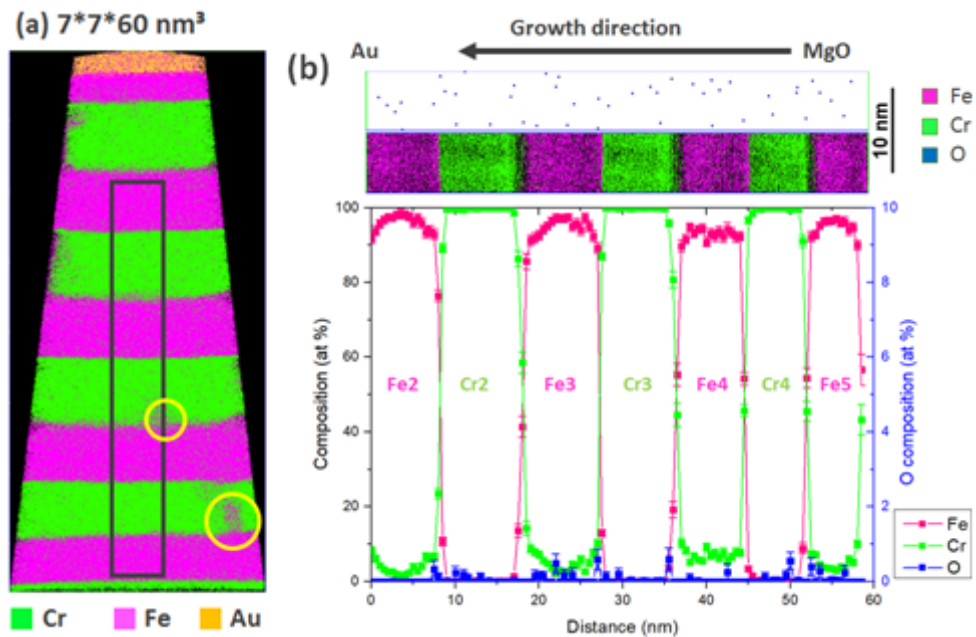 (a) 7*7*60 nm³
Cr Fe Au
(b)
Growth direction
Au MgO
10 nm
Fe
Cr
O
100
80
60
40
20
0
Composition (at %)
Fe2 Cr2 Fe3 Cr3 Fe4 Cr4 Fe5
10
8
6
4
2
0
O composition (at %)
Fe
Cr
O
0 10 20 30 40 50 60
Distance (nm)